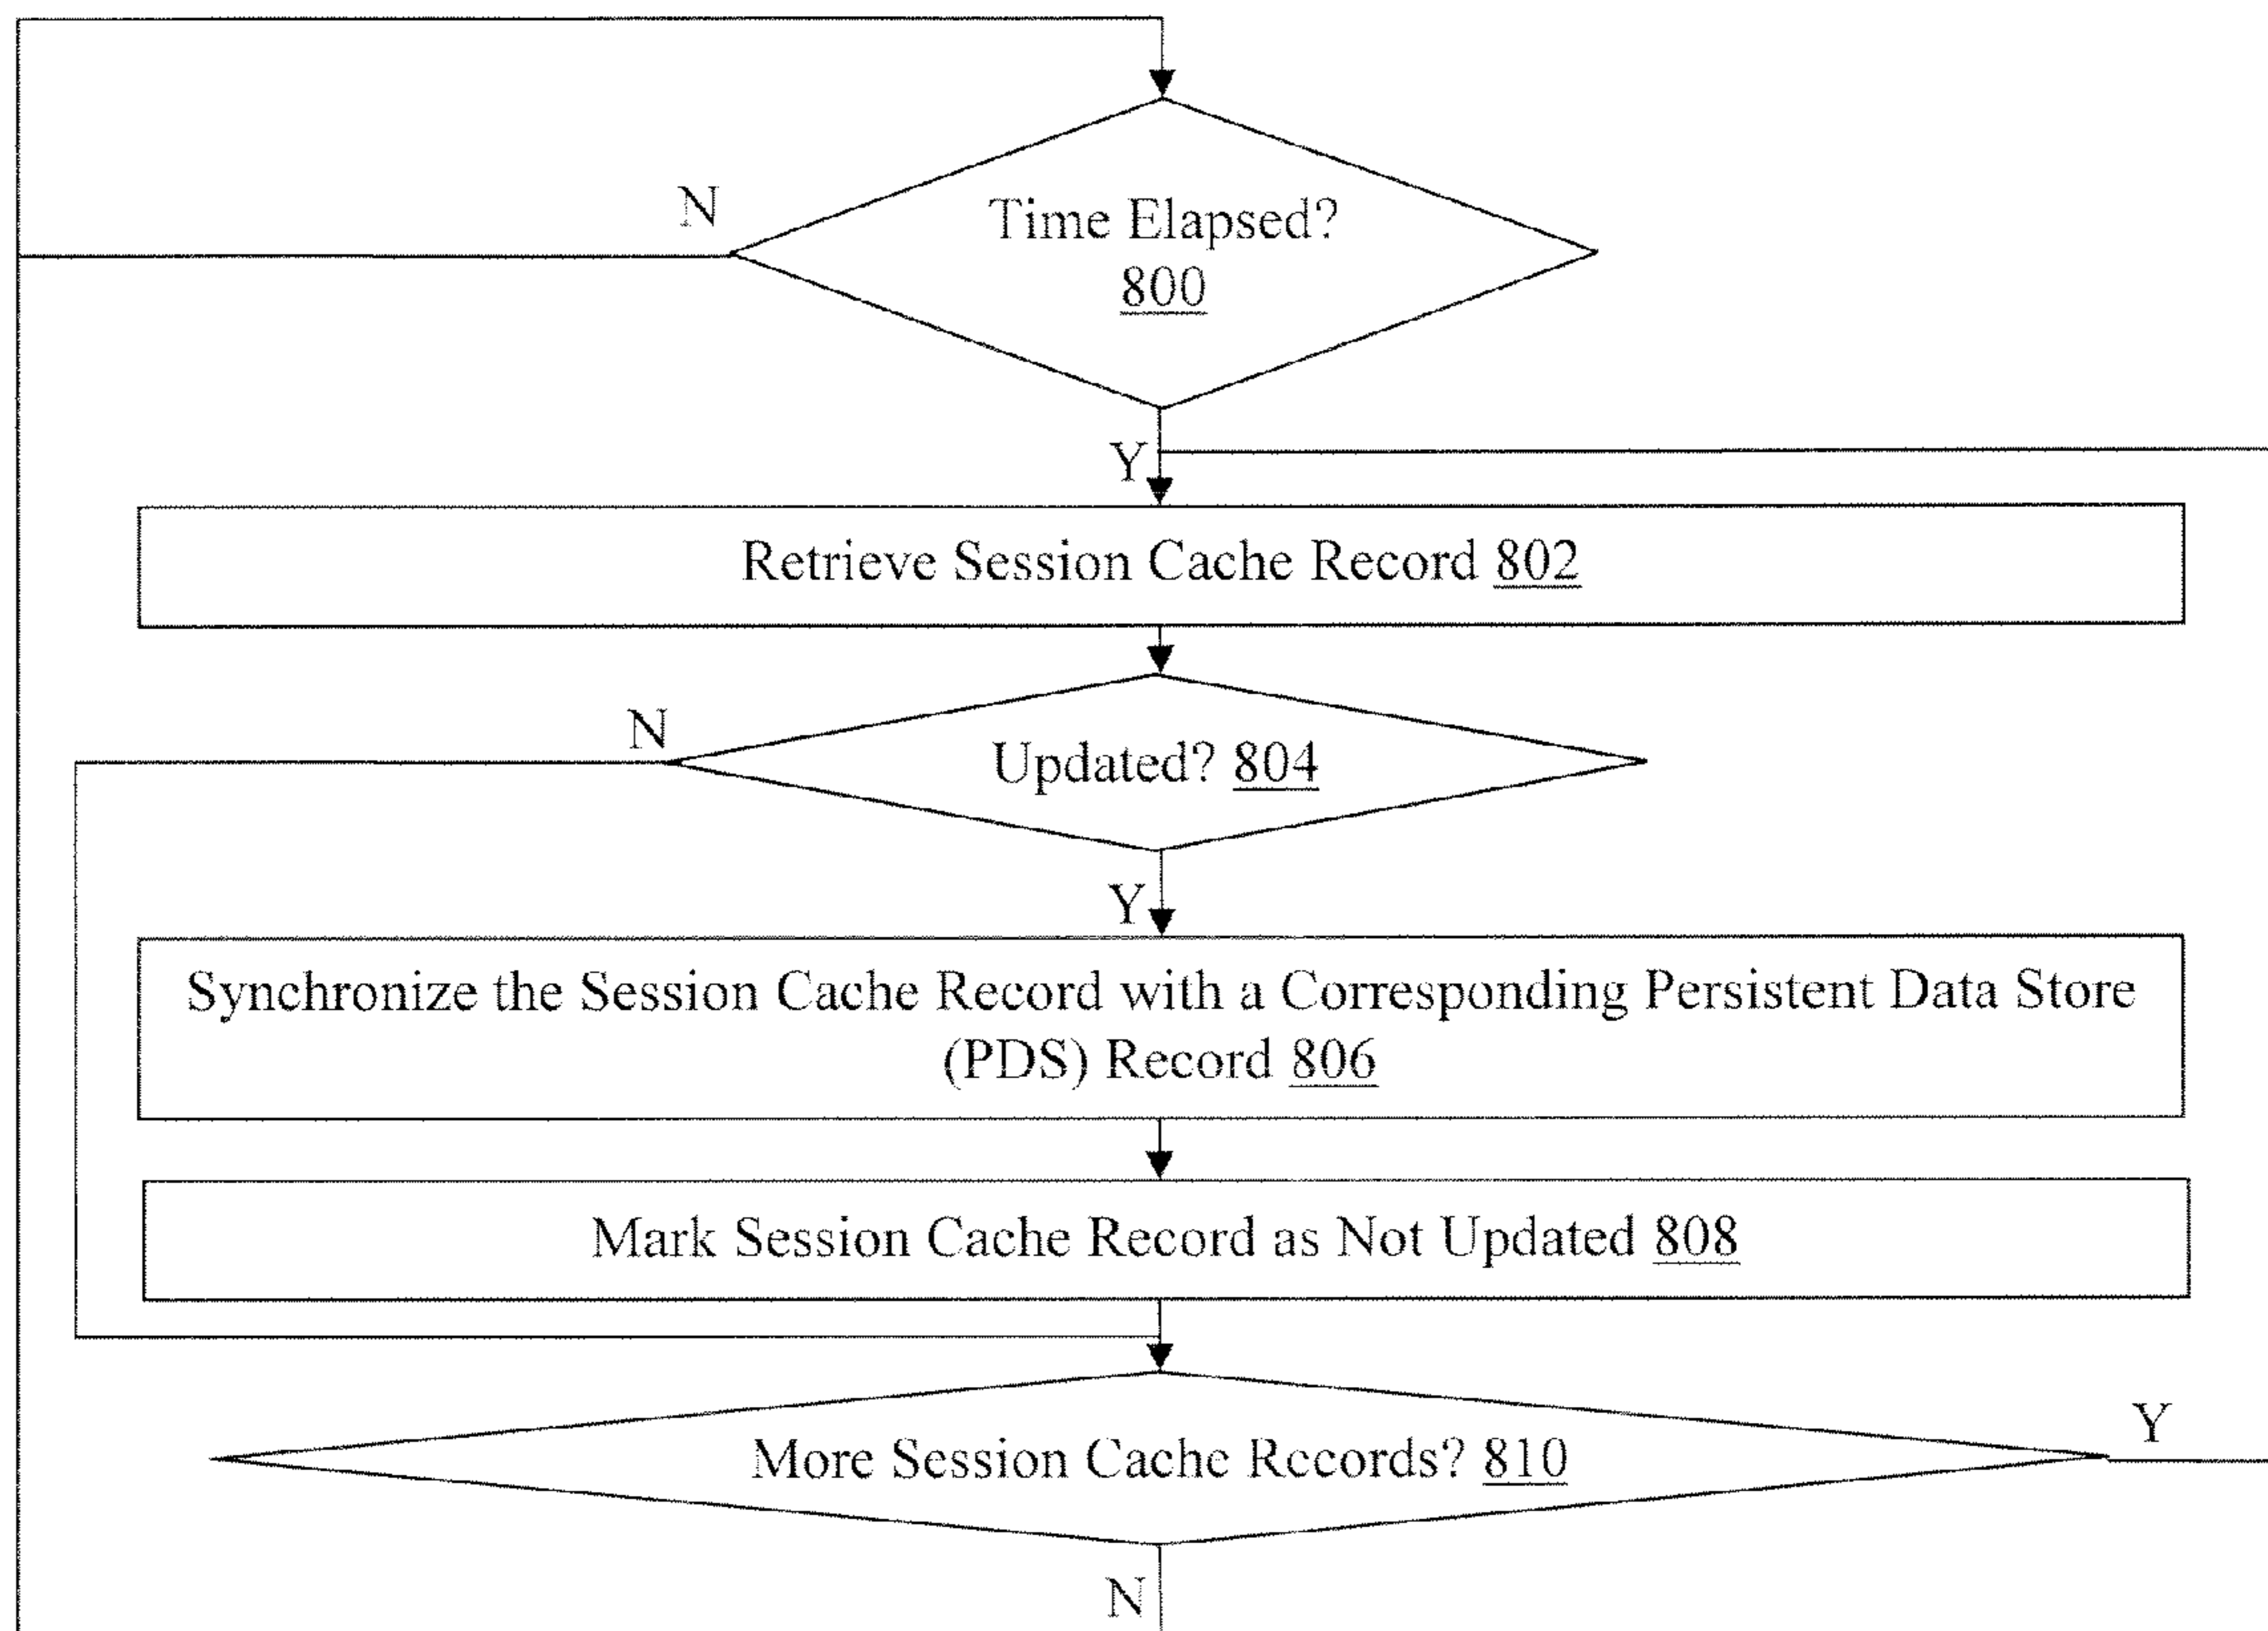 N
Time Elapsed?
800
Y
Retrieve Session Cache Record 802
N
Updated? 804
Y
Synchronize the Session Cache Record with a Corresponding Persistent Data Store
(PDS) Record 806
Mark Session Cache Record as Not Updated 808
Y
More Session Cache Records? 810
N